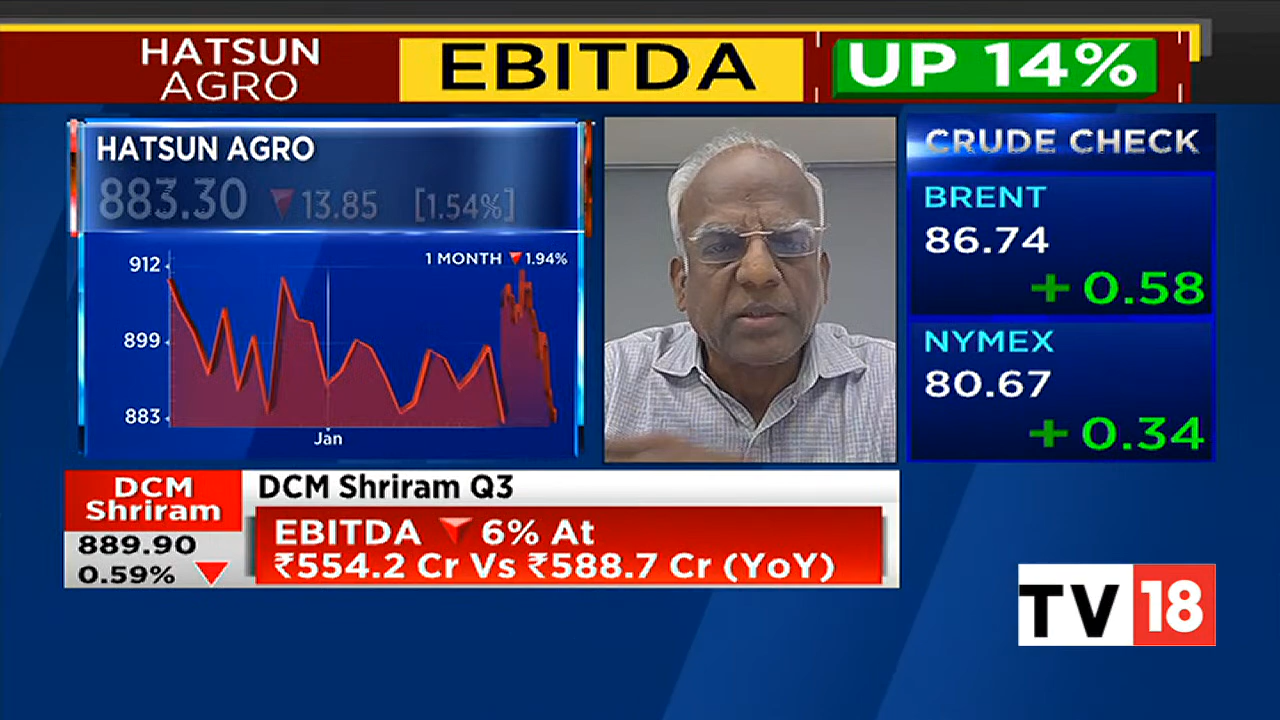 HATSUN
AGRO
EBITDA
UP 14%
HATSUN AGRO
883.30 ▼ 13.85 [1.54%]
1 MONTH ▼ 1.94%
912
899
883
Jan
CRUDE CHECK
BRENT
86.74
+ 0.58
NYMEX
80.67
+ 0.34
DCM
Shriram
889.90
0.59% ▼
DCM Shriram Q3
EBITDA ▼ 6% At
₹554.2 Cr Vs ₹588.7 Cr (YoY)
TV18